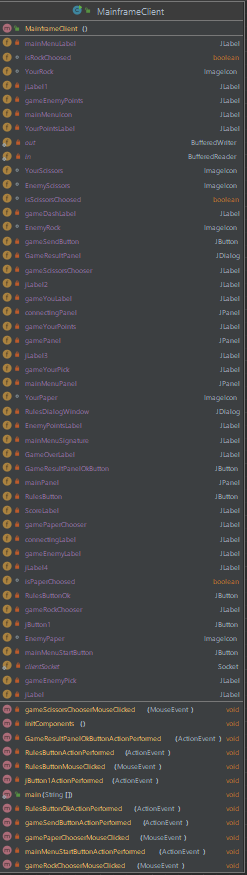 MainframeClient
MainframeClient ()
mainMenuLabel JLabel
isRockChoosed boolean
YourRock ImageIcon
jLabel1 JLabel
gameEnemyPoints JLabel
mainMenuIcon JLabel
YourPointsLabel JLabel
out BufferedWriter
in BufferedReader
YourScissors ImageIcon
EnemyScissors ImageIcon
isScissorsChoosed boolean
gameDashLabel JLabel
EnemyRock ImageIcon
gameSendButton JButton
GameResultPanel JDialog
gameScissorsChooser JLabel
jLabel2 JLabel
gameYouLabel JLabel
connectingPanel JPanel
gameYourPoints JLabel
gamePanel JPanel
jLabel3 JLabel
gameYourPick JLabel
mainMenuPanel JPanel
YourPaper ImageIcon
RulesDialogWindow JDialog
EnemyPointsLabel JLabel
mainMenuSignature JLabel
GameOverLabel JLabel
GameResultPanelOkButton JButton
mainPanel JPanel
RulesButton JButton
ScoreLabel JLabel
gamePaperChooser JLabel
connectingLabel JLabel
gameEnemyLabel JLabel
jLabel4 JLabel
isPaperChoosed boolean
RulesButtonOk JButton
gameRockChooser JLabel
jButton1 JButton
EnemyPaper ImageIcon
mainMenuStartButton JButton
clientSocket Socket
gameEnemyPick JLabel
jLabel JLabel
gameScissorsChooserMouseClicked (MouseEvent ) void
initComponents () void
GameResultPanelOkButtonActionPerformed (ActionEvent ) void
RulesButtonActionPerformed (ActionEvent ) void
RulesButtonMouseClicked (MouseEvent ) void
jButton1ActionPerformed (ActionEvent ) void
main (String []) void
RulesButtonOkActionPerformed (ActionEvent ) void
gameSendButtonActionPerformed (ActionEvent ) void
gamePaperChooserMouseClicked (MouseEvent ) void
mainMenuStartButtonActionPerformed (ActionEvent ) void
gameRockChooserMouseClicked (MouseEvent ) void